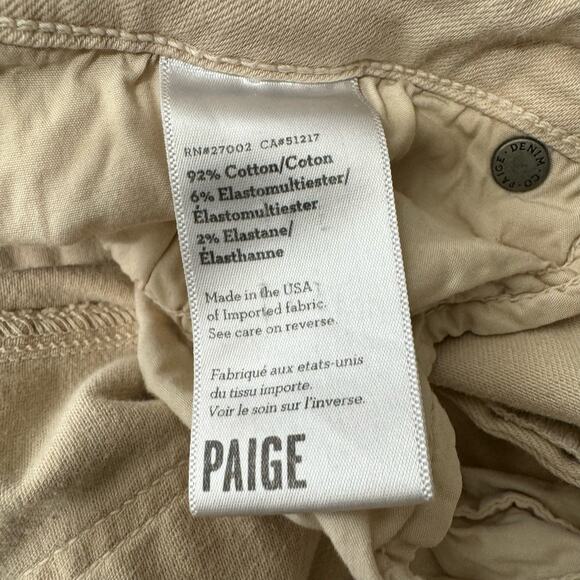 RN#27002 CA#51217
92% Cotton/Coton
6% Elastomultiester/
Élastomultiester
2% Elastane/
Élasthanne
Made in the USA
of Imported fabric.
See care on reverse.
Fabriqué aux etats-unis
du tissu importe.
Voir le soin sur l'inverse.
PAIGE
PAIGE · DENIM · CO ·